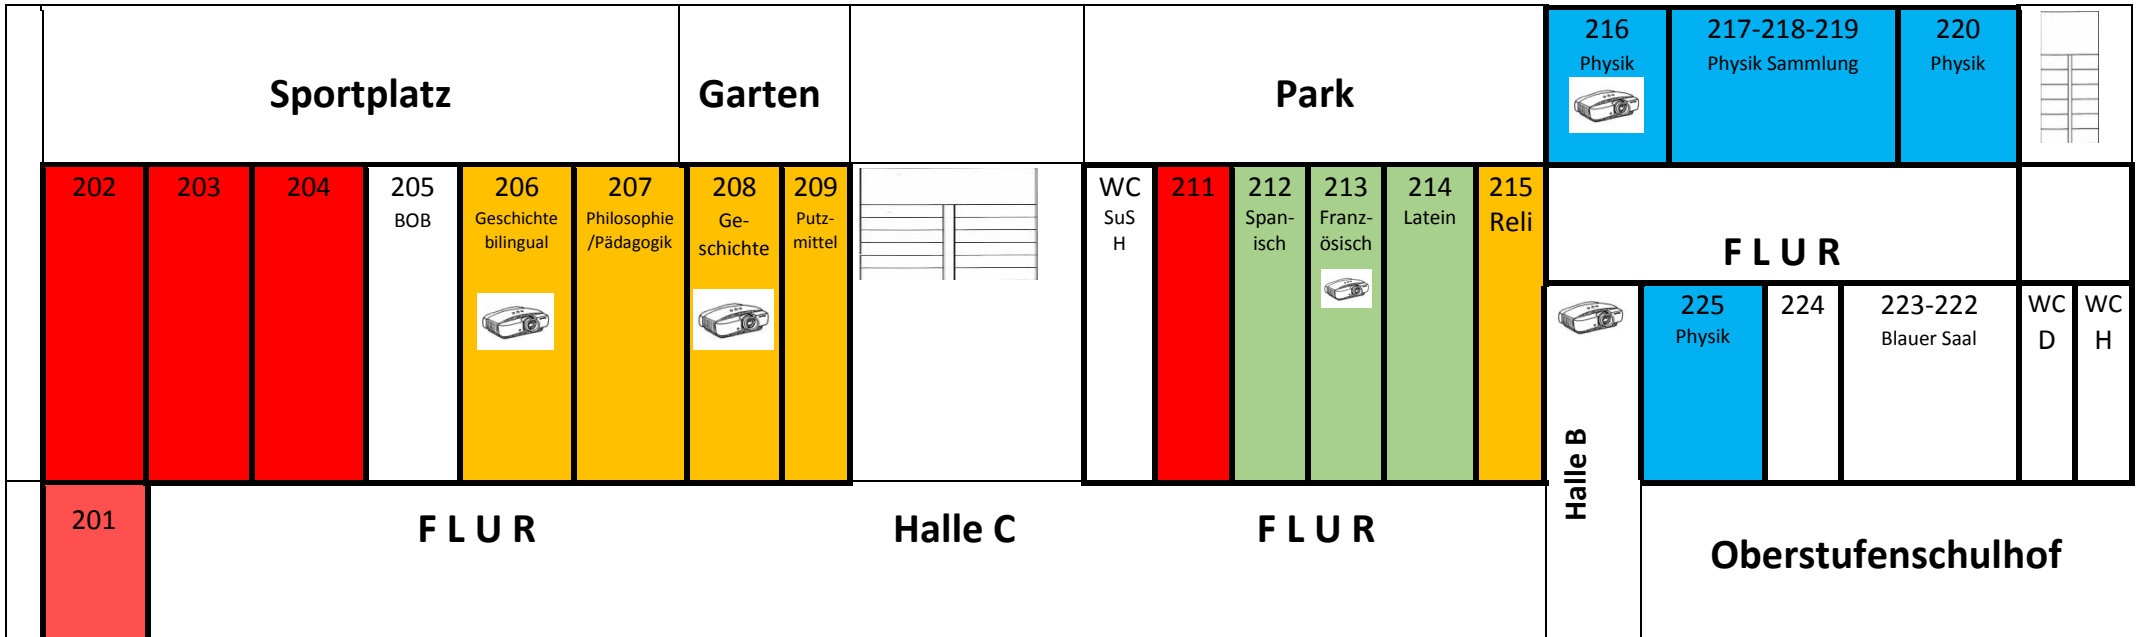 216
Physik
217-218-219
Physik Sammlung
220
Physik
Sportplatz
Garten
Park
202
203
204
205
BOB
206
Geschichte
bilingual
207
Philosophie
/Pädagogik
208
Ge-
schichte
209
Putz-
mittel
WC
SuS
H
211
212
Span-
isch
213
Franz-
ösisch
214
Latein
215
Reli
F L U R
225
Physik
224
223-222
Blauer Saal
WC
D
WC
H
Halle B
201
F L U R
Halle C
F L U R
Oberstufenschulhof